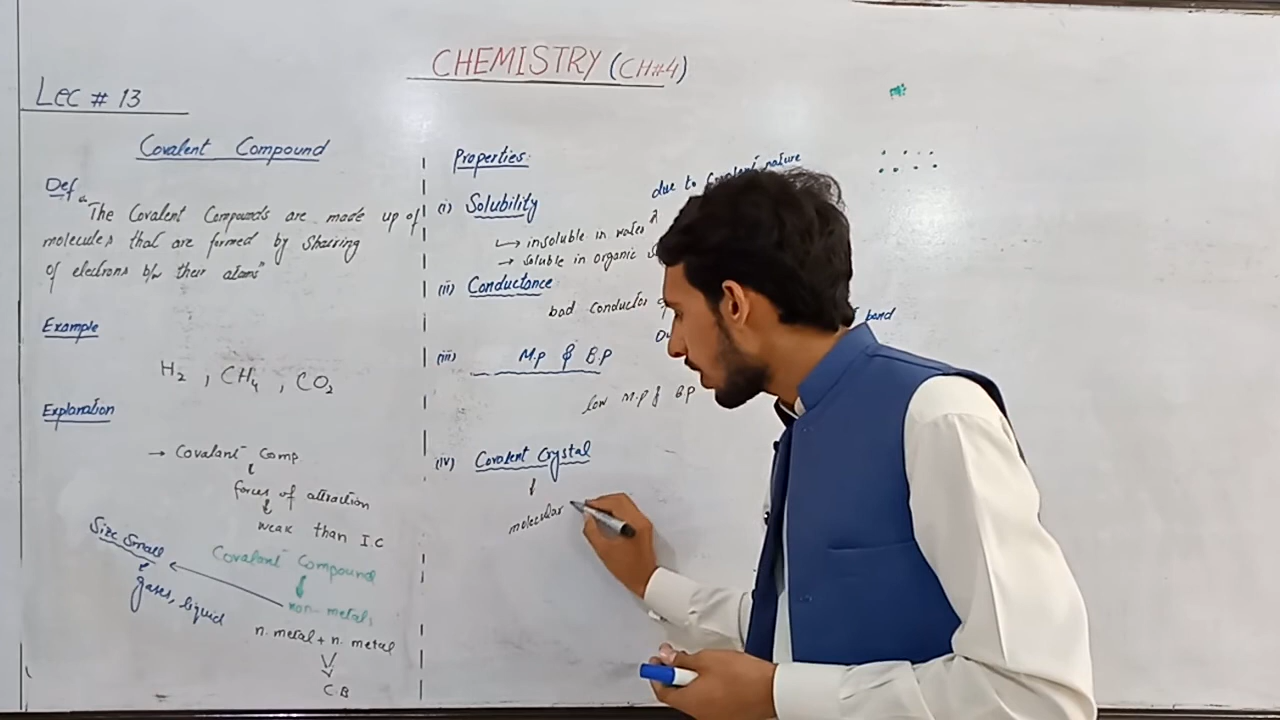 CHEMISTRY (CH#4)
Lec # 13
Covalent Compound
Def
"The Covalent Compounds are made up of
molecules that are formed by Shairing
of electrons b/w their atoms"
Example
H2 , CH4 , CO2
Explanation
→ Covalent Comp
forces of attraction
weak than I.C
Covalent Compound
non-metals
Size Small
gases, liquid
n. metal + n. metal
C.B
Properties:
(i) Solubility
due to Covalent nature
↳ insoluble in water
→ soluble in organic
(ii) Conductance
bad Conductor
band
(iii) M.p & B.P
low M.P & BP
(iv) Covalent Crystal
molecular